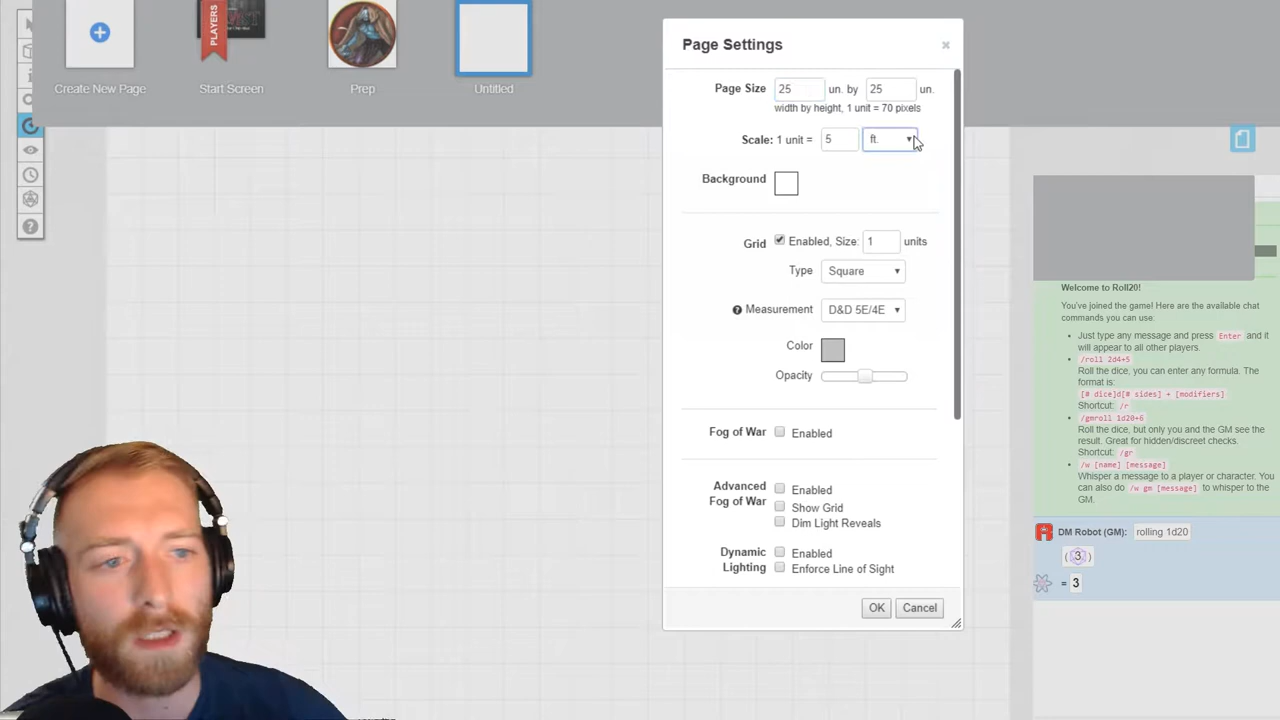 PLAYERS
Create New Page
Start Screen
Prep
Untitled
Page Settings
×
Page Size 25 un. by 25 un.
width by height, 1 unit = 70 pixels
Scale: 1 unit = 5 ft.
Background
Grid Enabled, Size: 1 units
Type Square
Measurement D&D 5E/4E
Color
Opacity
Fog of War Enabled
Advanced Enabled
Fog of War Show Grid
Dim Light Reveals
Dynamic Enabled
Lighting Enforce Line of Sight
OK Cancel
Welcome to Roll20!
You've joined the game! Here are the available chat
commands you can use:
• Just type any message and press Enter and it
will appear to all other players.
• /roll 2d4+5
Roll the dice, you can enter any formula. The
format is:
[# dice]d[# sides] + [modifiers]
Shortcut: /r
• /gmroll 1d20+6
Roll the dice, but only you and the GM see the
result. Great for hidden/discreet checks.
Shortcut: /gr
• /w [name] [message]
Whisper a message to a player or character. You
can also do /w gm [message] to whisper to the
GM.
DM Robot (GM): rolling 1d20
(3)
= 3